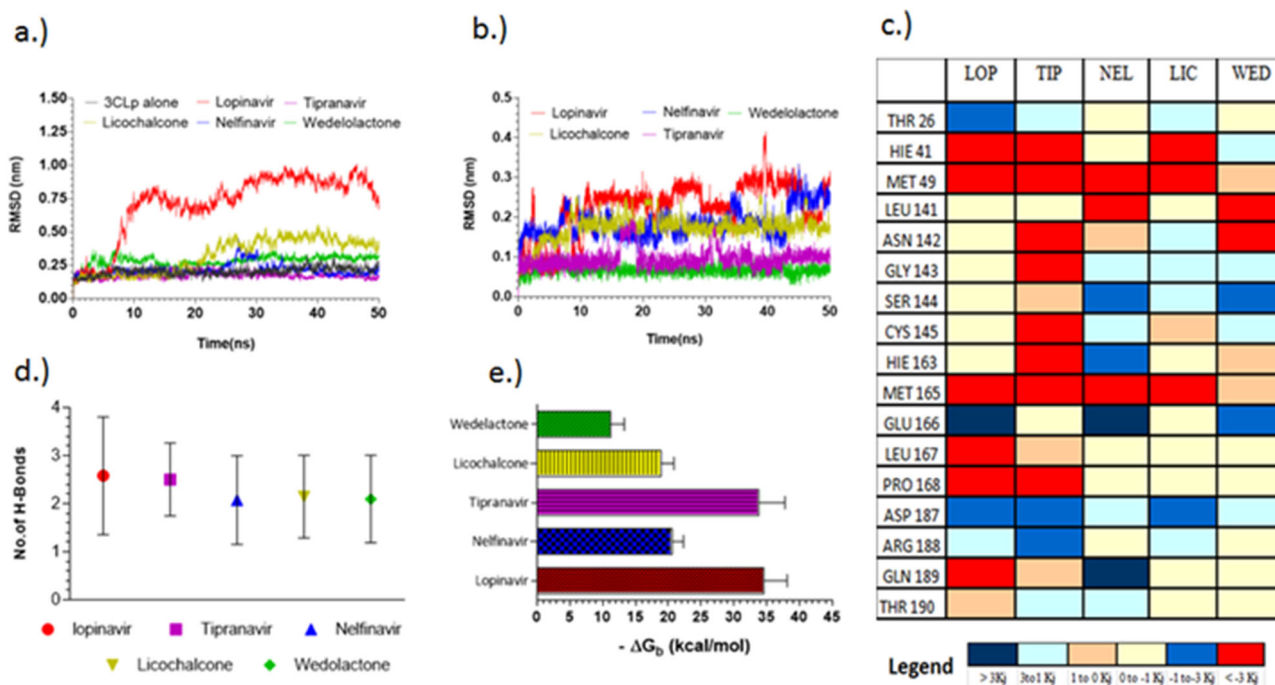 a.)
1.50
1.25
1.00
0.75
0.50
0.25
0.00
RMSD (nm)
3CLp alone Lopinavir Tipranavir
Licochalcone Nelfinavir Wedelolactone
0 10 20 30 40 50
Time(ns)
b.)
0.5
0.4
0.3
0.2
0.1
0.0
RMSD (nm)
Lopinavir Nelfinavir Wedelolactone
Licochalcone Tipranavir
0 10 20 30 40 50
Time(ns)
c.)
LOP TIP NEL LIC WED
THR 26
HIE 41
MET 49
LEU 141
ASN 142
GLY 143
SER 144
CYS 145
HIE 163
MET 165
GLU 166
LEU 167
PRO 168
ASP 187
ARG 188
GLN 189
THR 190
Legend
> 3Kj 3to1 Kj 1 to 0 Kj 0 to -1 Kj -1 to-3 Kj < -3 Kj
d.)
4
3
2
1
0
No.of H-Bonds
lopinavir Tipranavir Nelfinavir
Licochalcone Wedolactone
e.)
Wedelactone
Licochalcone
Tipranavir
Nelfinavir
Lopinavir
0 5 10 15 20 25 30 35 40 45
- ΔGb (kcal/mol)